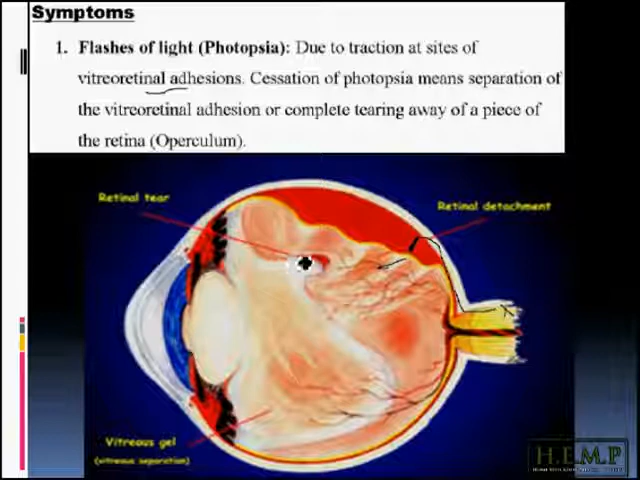 Symptoms
1. Flashes of light (Photopsia): Due to traction at sites of
vitreoretinal adhesions. Cessation of photopsia means separation of
the vitreoretinal adhesion or complete tearing away of a piece of
the retina (Operculum).
Retinal tear
Retinal detachment
Vitreous gel
(vitreous separation)
H.E.M.P